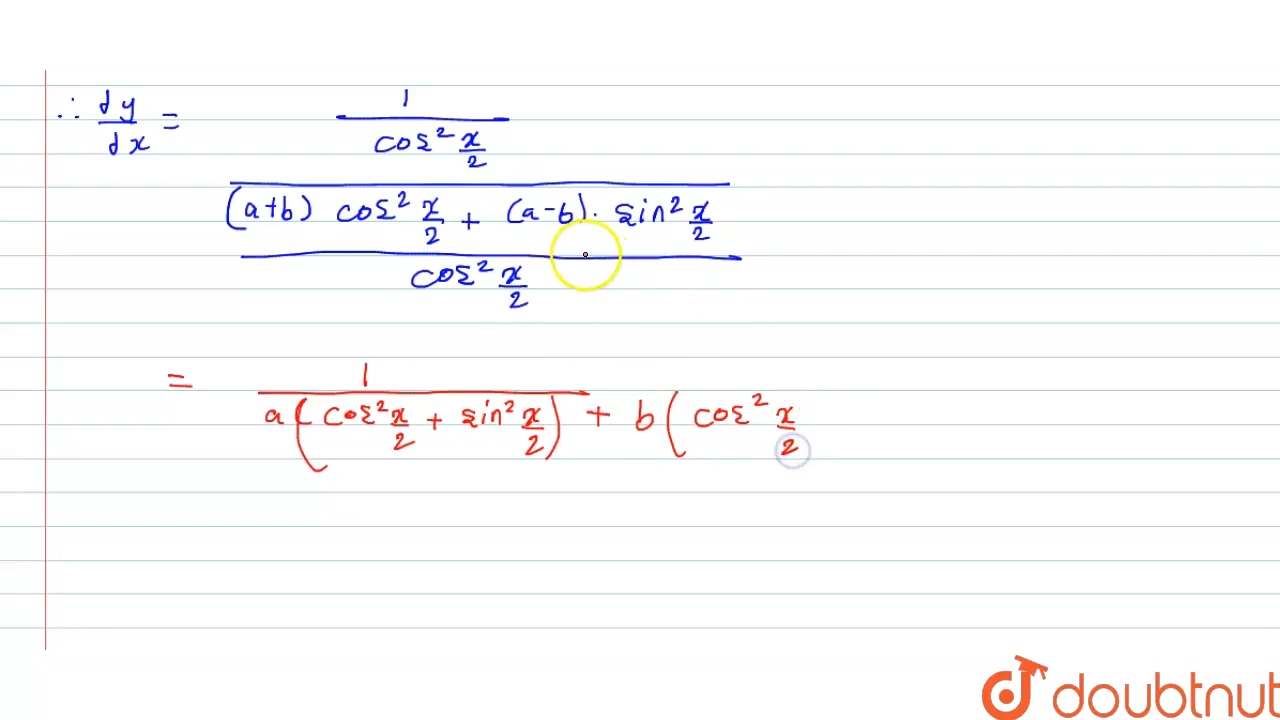 ∴ dy/dx = 1/(cos² x/2)
(a+b) cos² x/2 + (a-b). sin² x/2
cos² x/2
= 1
a(cos² x/2 + sin² x/2) + b(cos² x/2
doubtnut